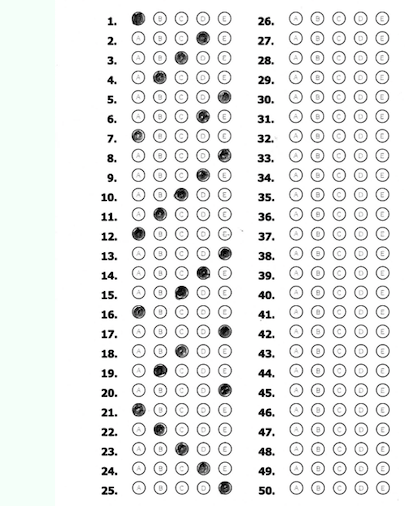 1. B C D E
2. A B C E
3. A B D E
4. A C D E
5. A B C D
6. A B C E
7. B C D E
8. A B C D
9. A B C E
10. A B D E
11. A C D E
12. B C D E
13. A B C D
14. A B C E
15. A B D E
16. B C D E
17. A B C D
18. A B D E
19. A C D E
20. A B C D
21. B C D E
22. A C D E
23. A B D E
24. A B C E
25. A B C D
26. A B C D E
27. A B C D E
28. A B C D E
29. A B C D E
30. A B C D E
31. A B C D E
32. A B C D E
33. A B C D E
34. A B C D E
35. A B C D E
36. A B C D E
37. A B C D E
38. A B C D E
39. A B C D E
40. A B C D E
41. A B C D E
42. A B C D E
43. A B C D E
44. A B C D E
45. A B C D E
46. A B C D E
47. A B C D E
48. A B C D E
49. A B C D E
50. A B C D E